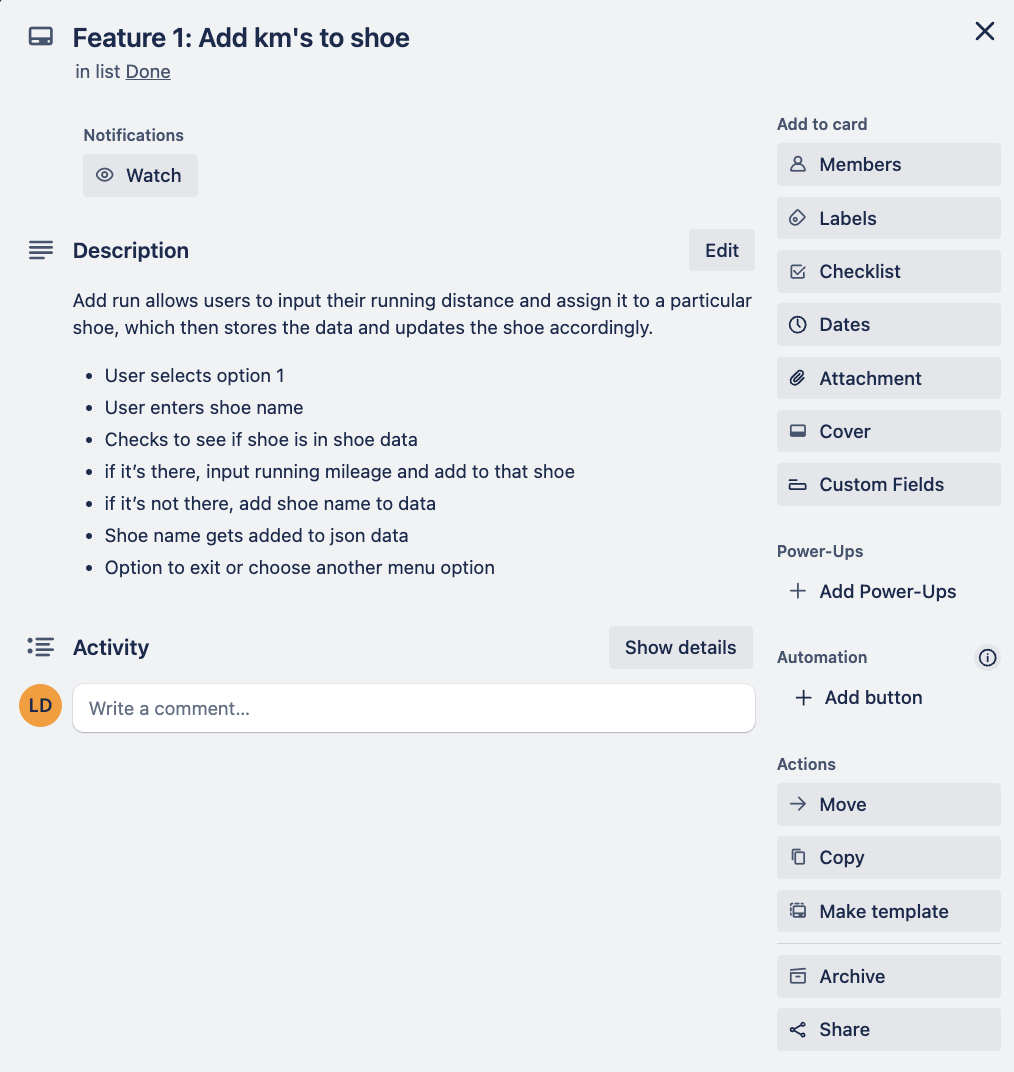 Feature 1: Add km's to shoe
in list Done
Notifications
Watch
Description
Edit
Add run allows users to input their running distance and assign it to a particular
shoe, which then stores the data and updates the shoe accordingly.
User selects option 1
User enters shoe name
Checks to see if shoe is in shoe data
if it’s there, input running mileage and add to that shoe
if it’s not there, add shoe name to data
Shoe name gets added to json data
Option to exit or choose another menu option
Activity
Show details
LD
Write a comment...
Add to card
Members
Labels
Checklist
Dates
Attachment
Cover
Custom Fields
Power-Ups
Add Power-Ups
Automation
Add button
Actions
Move
Copy
Make template
Archive
Share